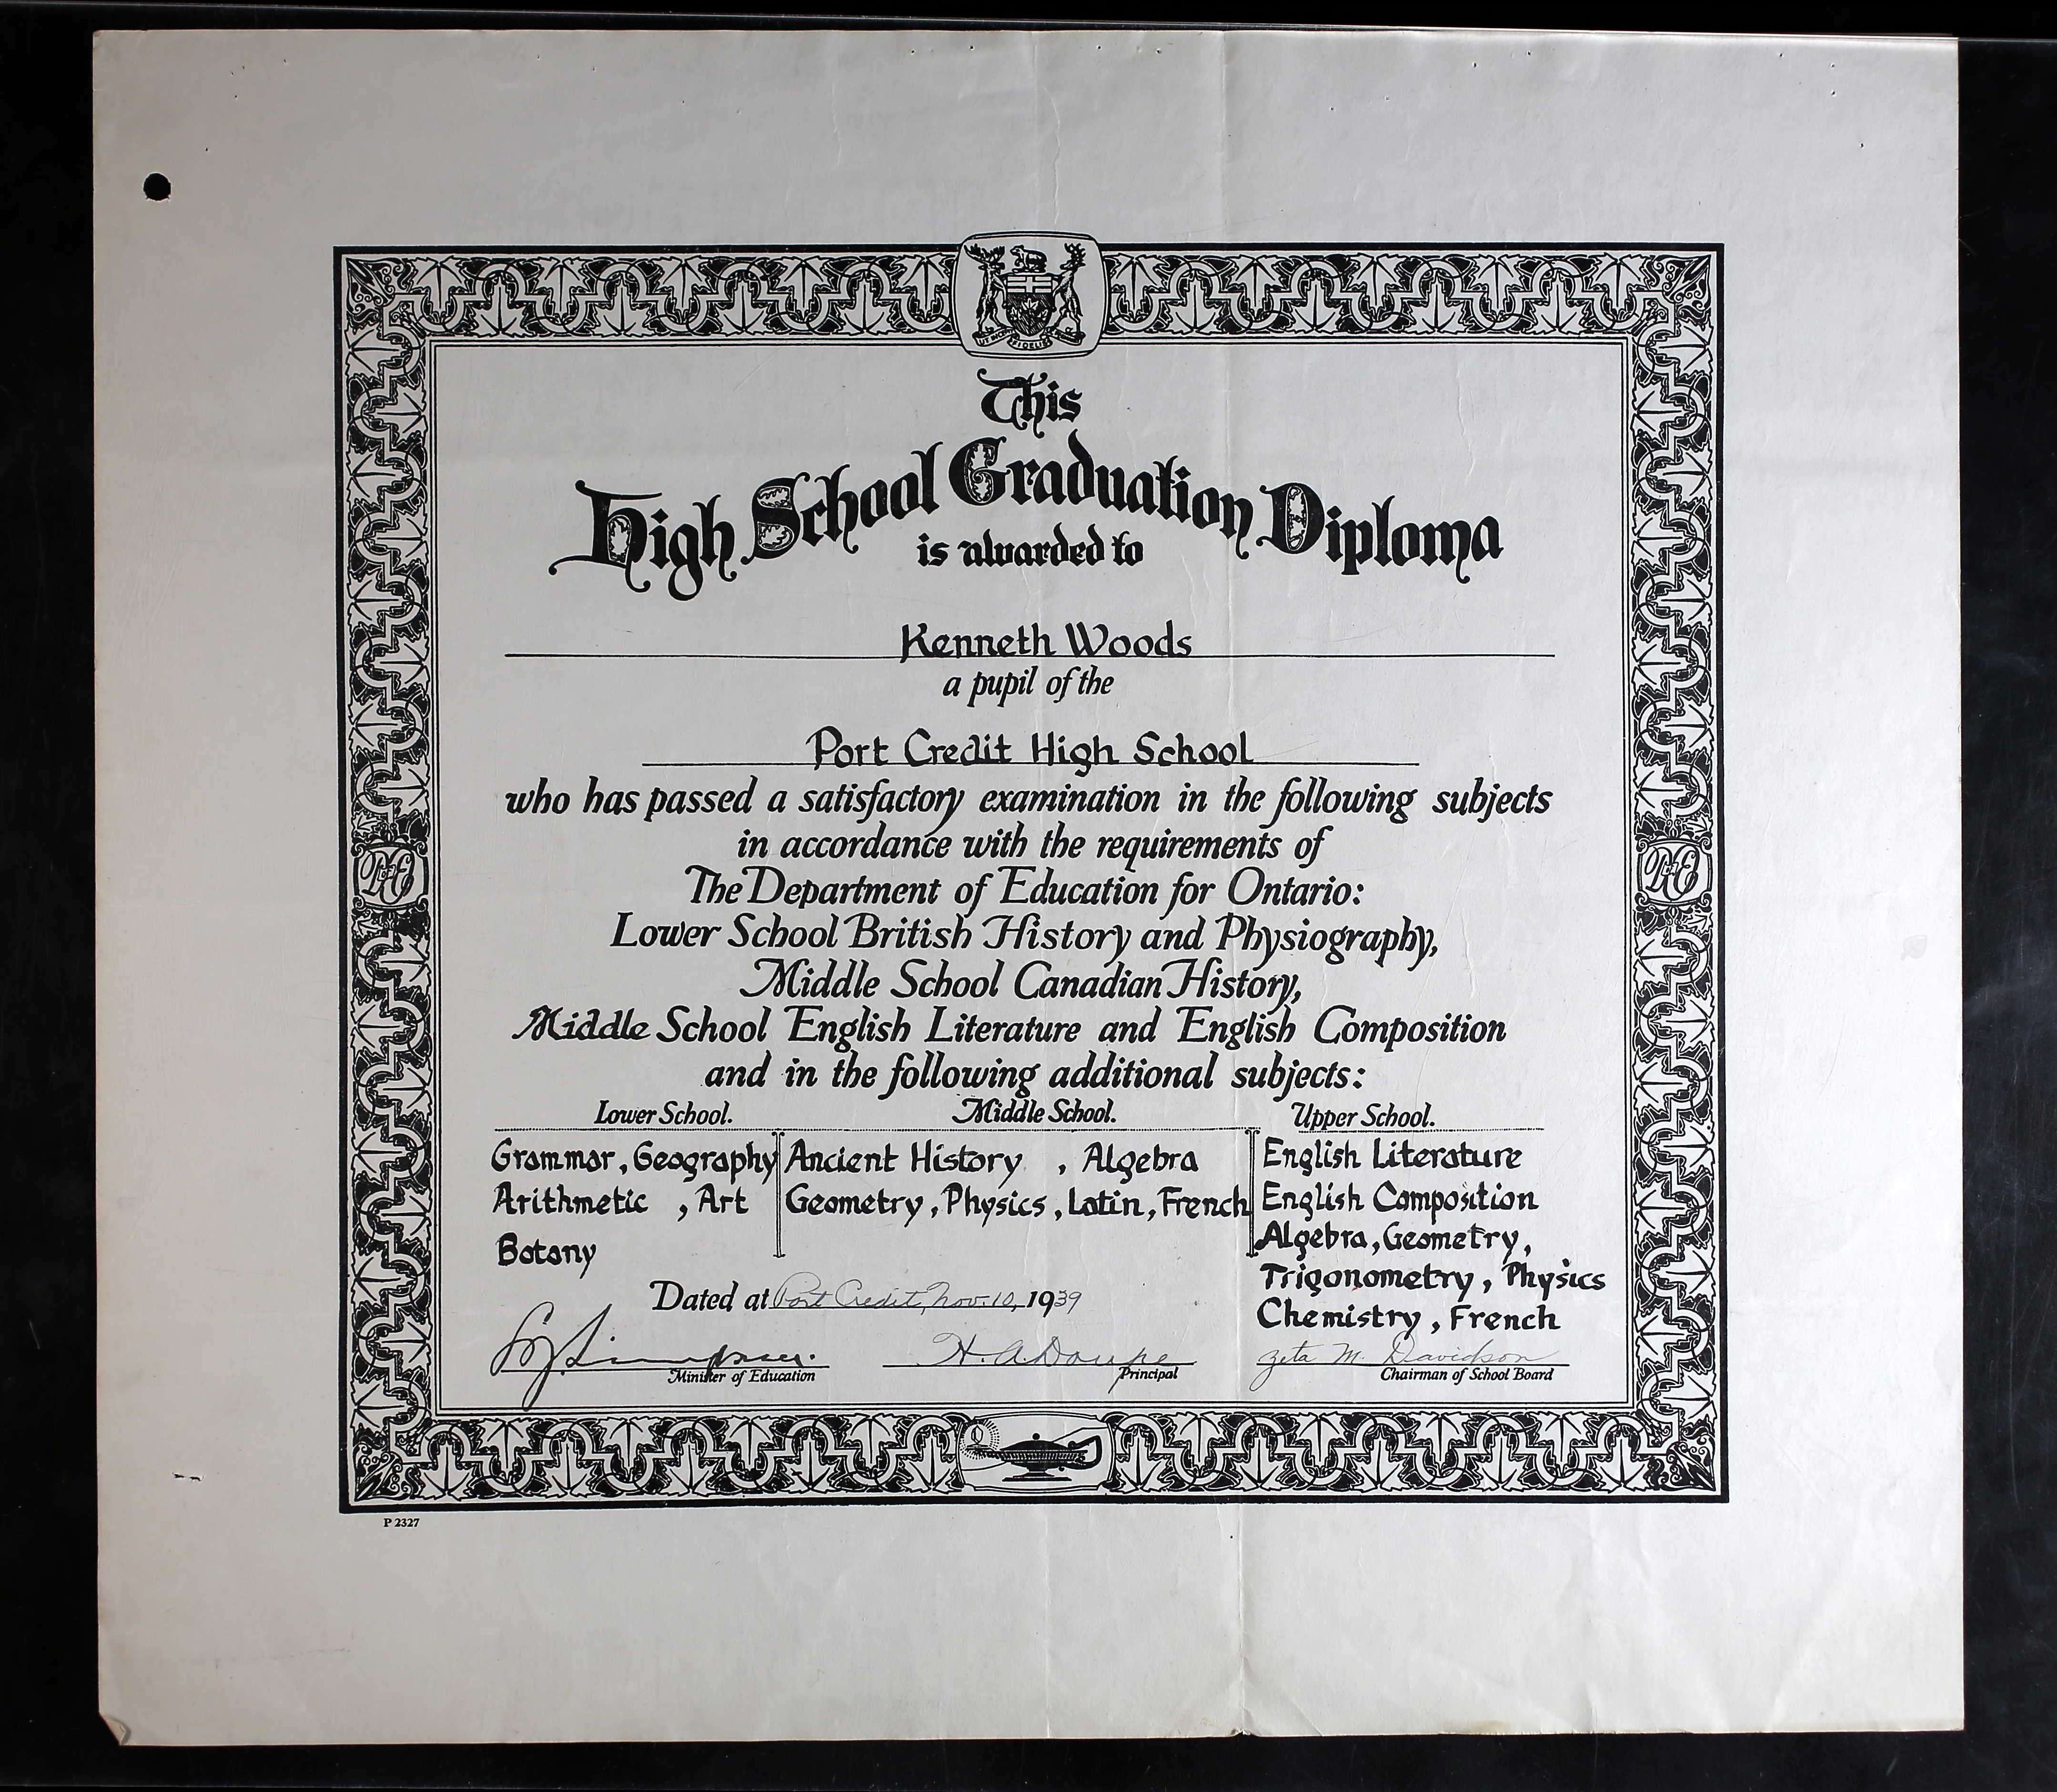 This
High School Graduation Diploma
is awarded to
Kenneth Woods
a pupil of the
Port Credit High School
who has passed a satisfactory examination in the following subjects
in accordance with the requirements of
The Department of Education for Ontario:
Lower School British History and Physiography,
Middle School Canadian History,
Middle School English Literature and English Composition
and in the following additional subjects:
Lower School. Middle School. Upper School.
Grammar, Geography
Arithmetic , Art
Botany
Ancient History , Algebra
Geometry, Physics, Latin, French
English Literature
English Composition
Algebra, Geometry,
Trigonometry, Physics
Chemistry, French
Dated at Port Credit, Nov. 10, 1939
H. A. Doupe
Zeta M. Davidson
Minister of Education Principal Chairman of School Board
P 2327